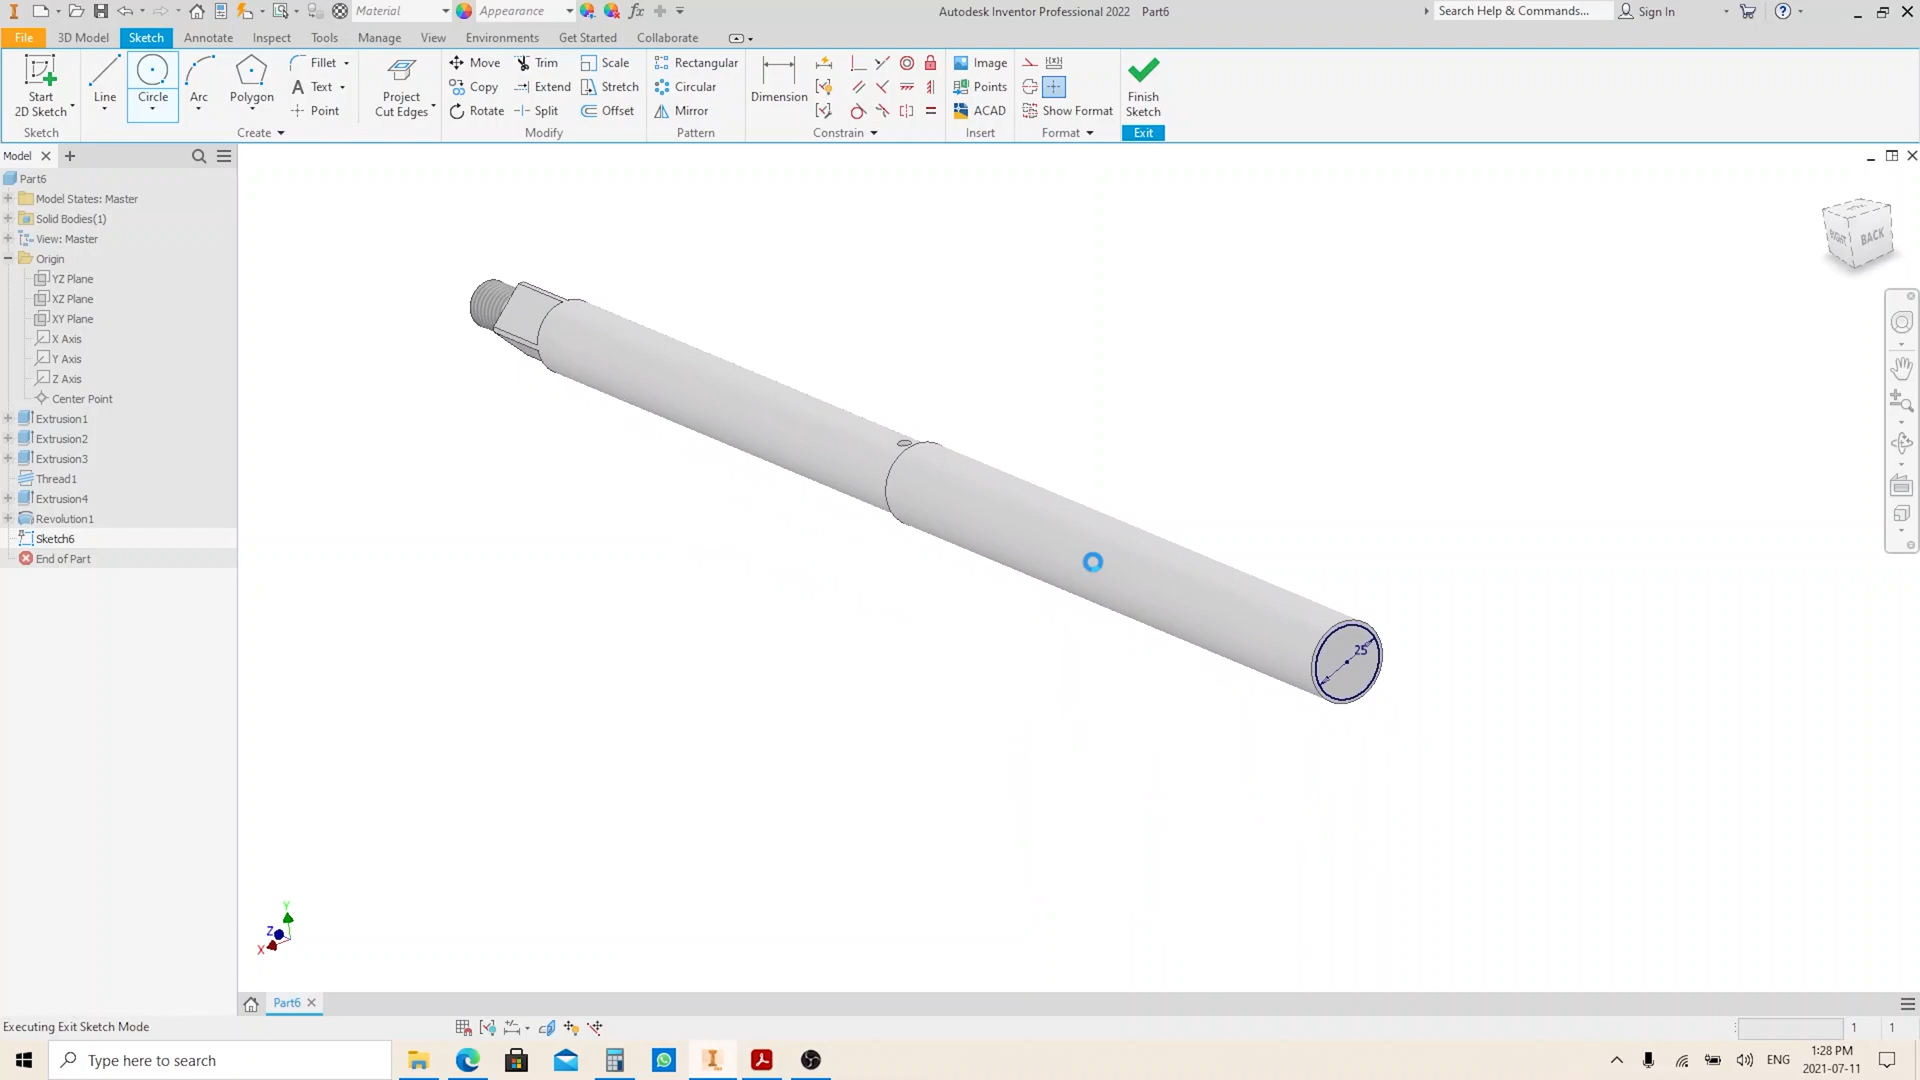 Material
Appearance
Autodesk Inventor Professional 2022 Part6
Search Help & Commands...
Sign In
File
3D Model
Sketch
Annotate
Inspect
Tools
Manage
View
Environments
Get Started
Collaborate
Start
2D Sketch
Line
Circle
Arc
Polygon
Fillet
Text
Point
Project
Cut Edges
Move
Copy
Rotate
Trim
Extend
Split
Scale
Stretch
Offset
Rectangular
Circular
Mirror
Dimension
Image
Points
ACAD
Show Format
Finish
Sketch
Sketch
Create
Modify
Pattern
Constrain
Insert
Format
Exit
Model
Part6
Model States: Master
Solid Bodies(1)
View: Master
Origin
YZ Plane
XZ Plane
XY Plane
X Axis
Y Axis
Z Axis
Center Point
Extrusion1
Extrusion2
Extrusion3
Thread1
Extrusion4
Revolution1
Sketch6
End of Part
RIGHT
BACK
25
Y
Z
X
Part6
Executing Exit Sketch Mode
1
1
Type here to search
ENG
1:28 PM
2021-07-11